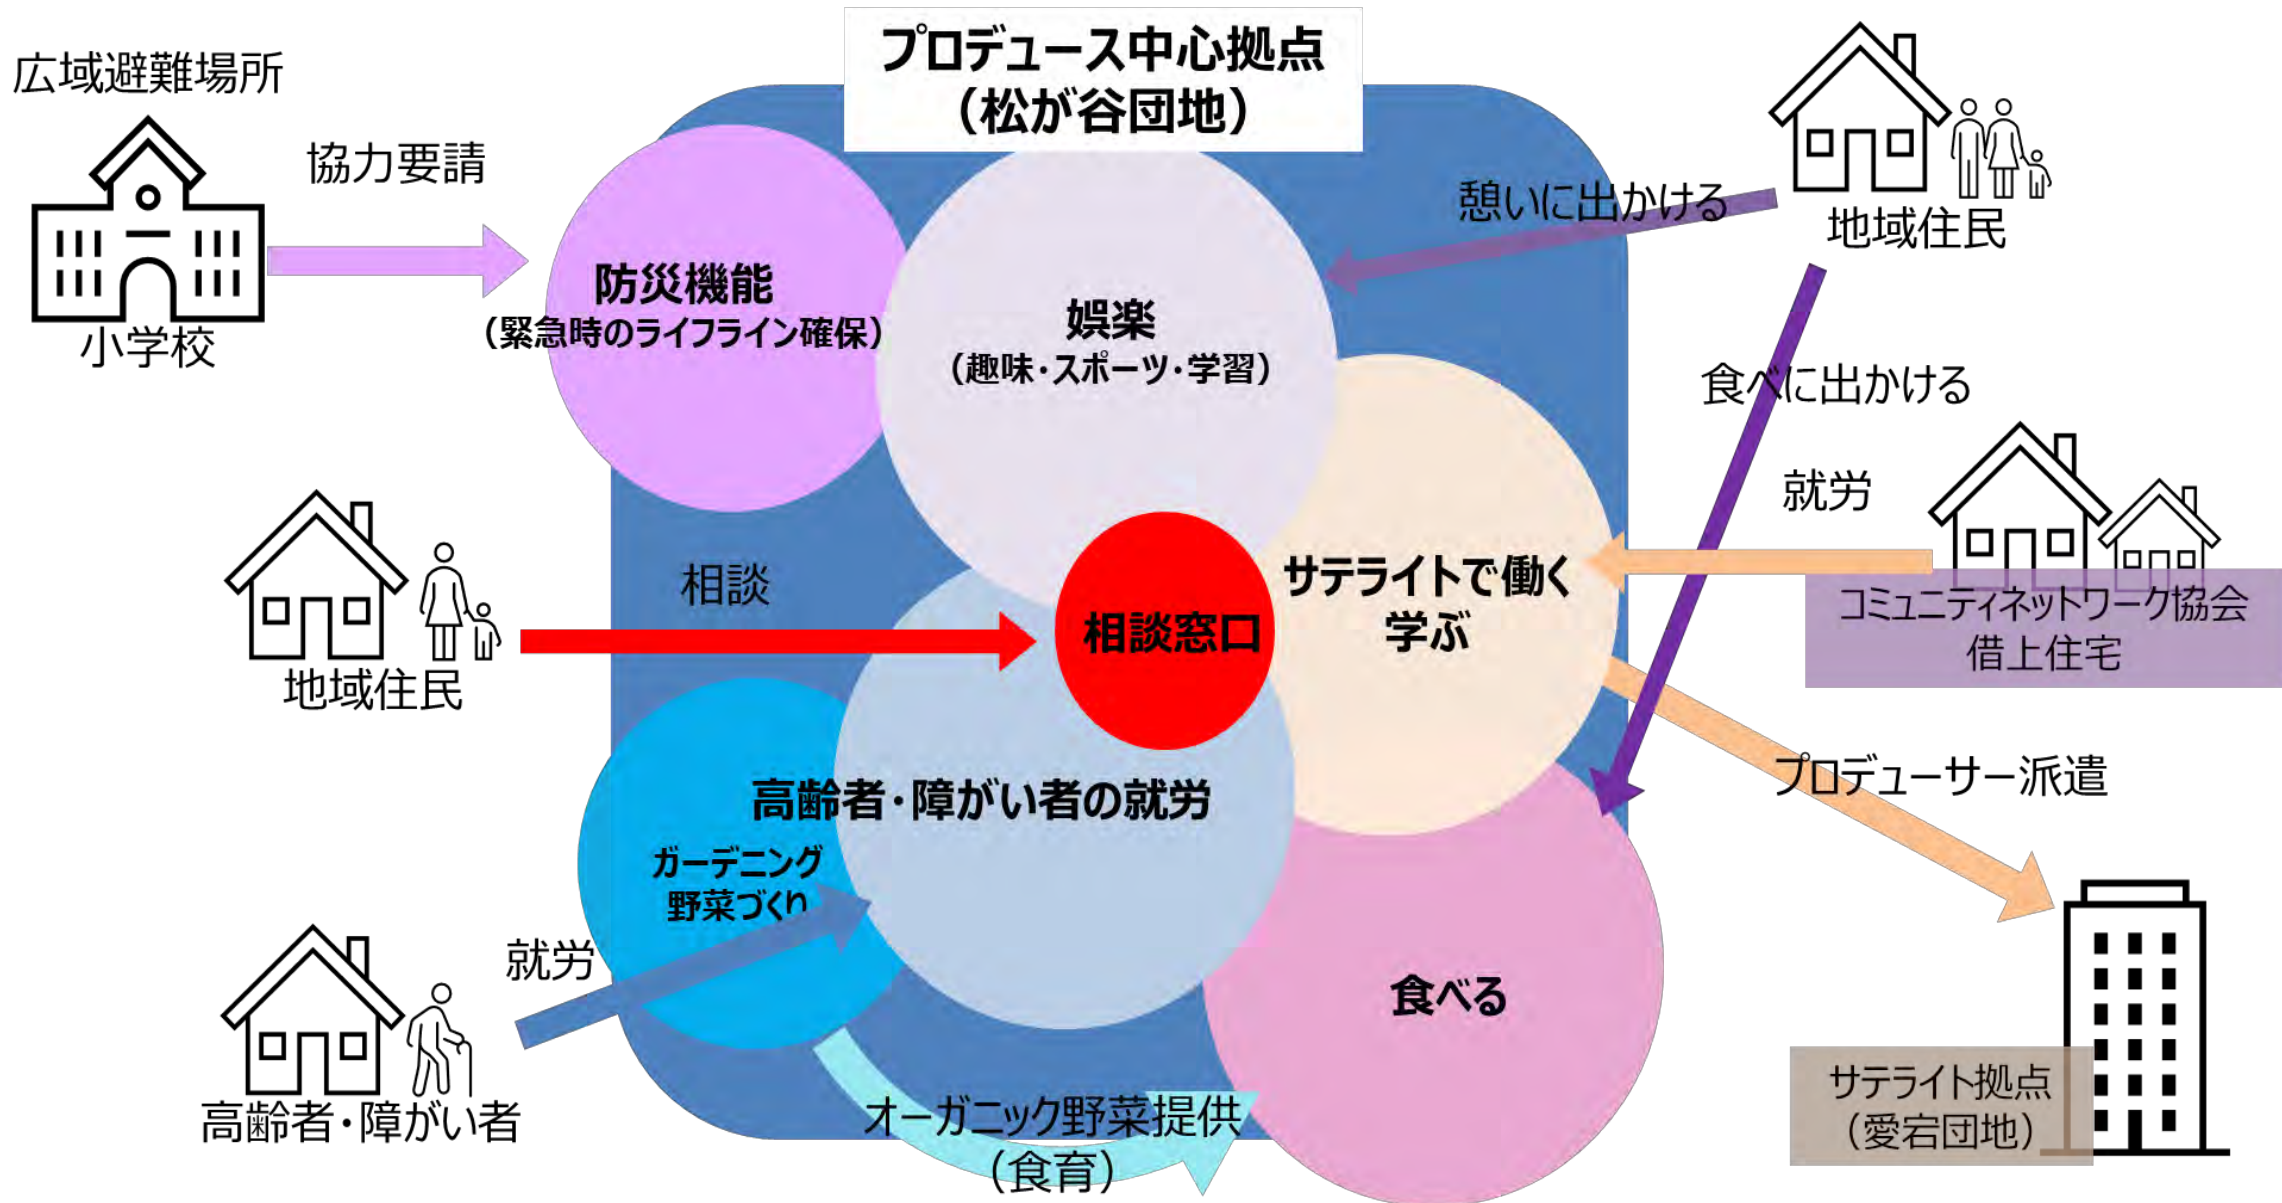 プロデュース中心拠点
（松が谷団地）
広域避難場所
協力要請
小学校
防災機能
（緊急時のライフライン確保）
娯楽
（趣味・スポーツ・学習）
憩いに出かける
地域住民
食べに出かける
就労
コミュニティネットワーク協会
借上住宅
相談
地域住民
相談窓口
サテライトで働く
学ぶ
プロデューサー派遣
高齢者・障がい者の就労
ガーデニング
野菜づくり
就労
高齢者・障がい者
食べる
オーガニック野菜提供
（食育）
サテライト拠点
（愛宕団地）